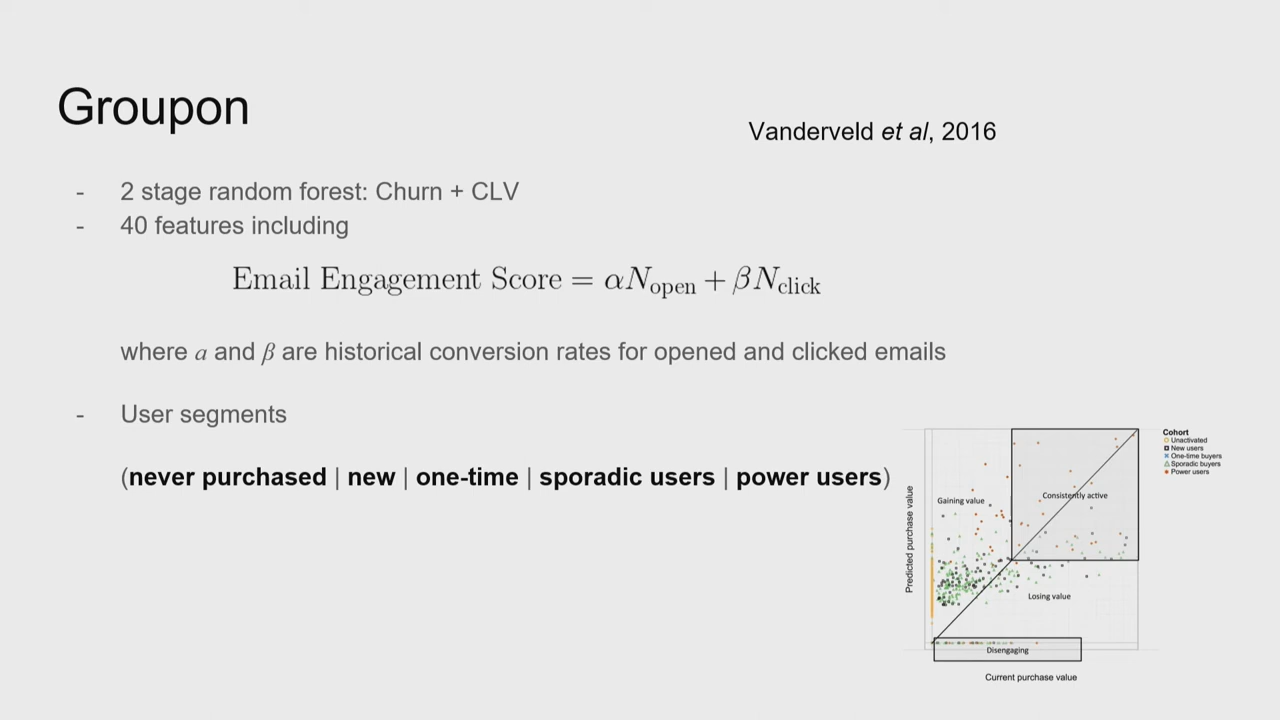 Groupon
Vanderveld et al, 2016
- 2 stage random forest: Churn + CLV
- 40 features including
Email Engagement Score = αN_open + βN_click
where α and β are historical conversion rates for opened and clicked emails
- User segments
(never purchased | new | one-time | sporadic users | power users)
Cohort
Unactivated
New users
One-time buyers
Sporadic buyers
Power users
Gaining value
Consistently active
Losing value
Disengaging
Predicted purchase value
Current purchase value